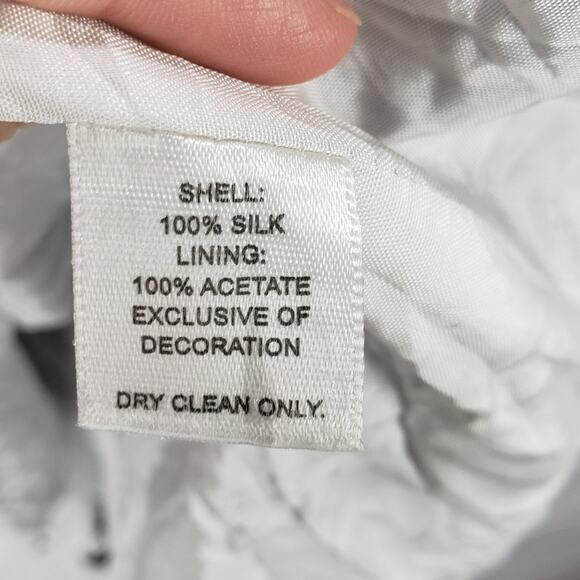 SHELL:
100% SILK
LINING:
100% ACETATE
EXCLUSIVE OF
DECORATION
DRY CLEAN ONLY.